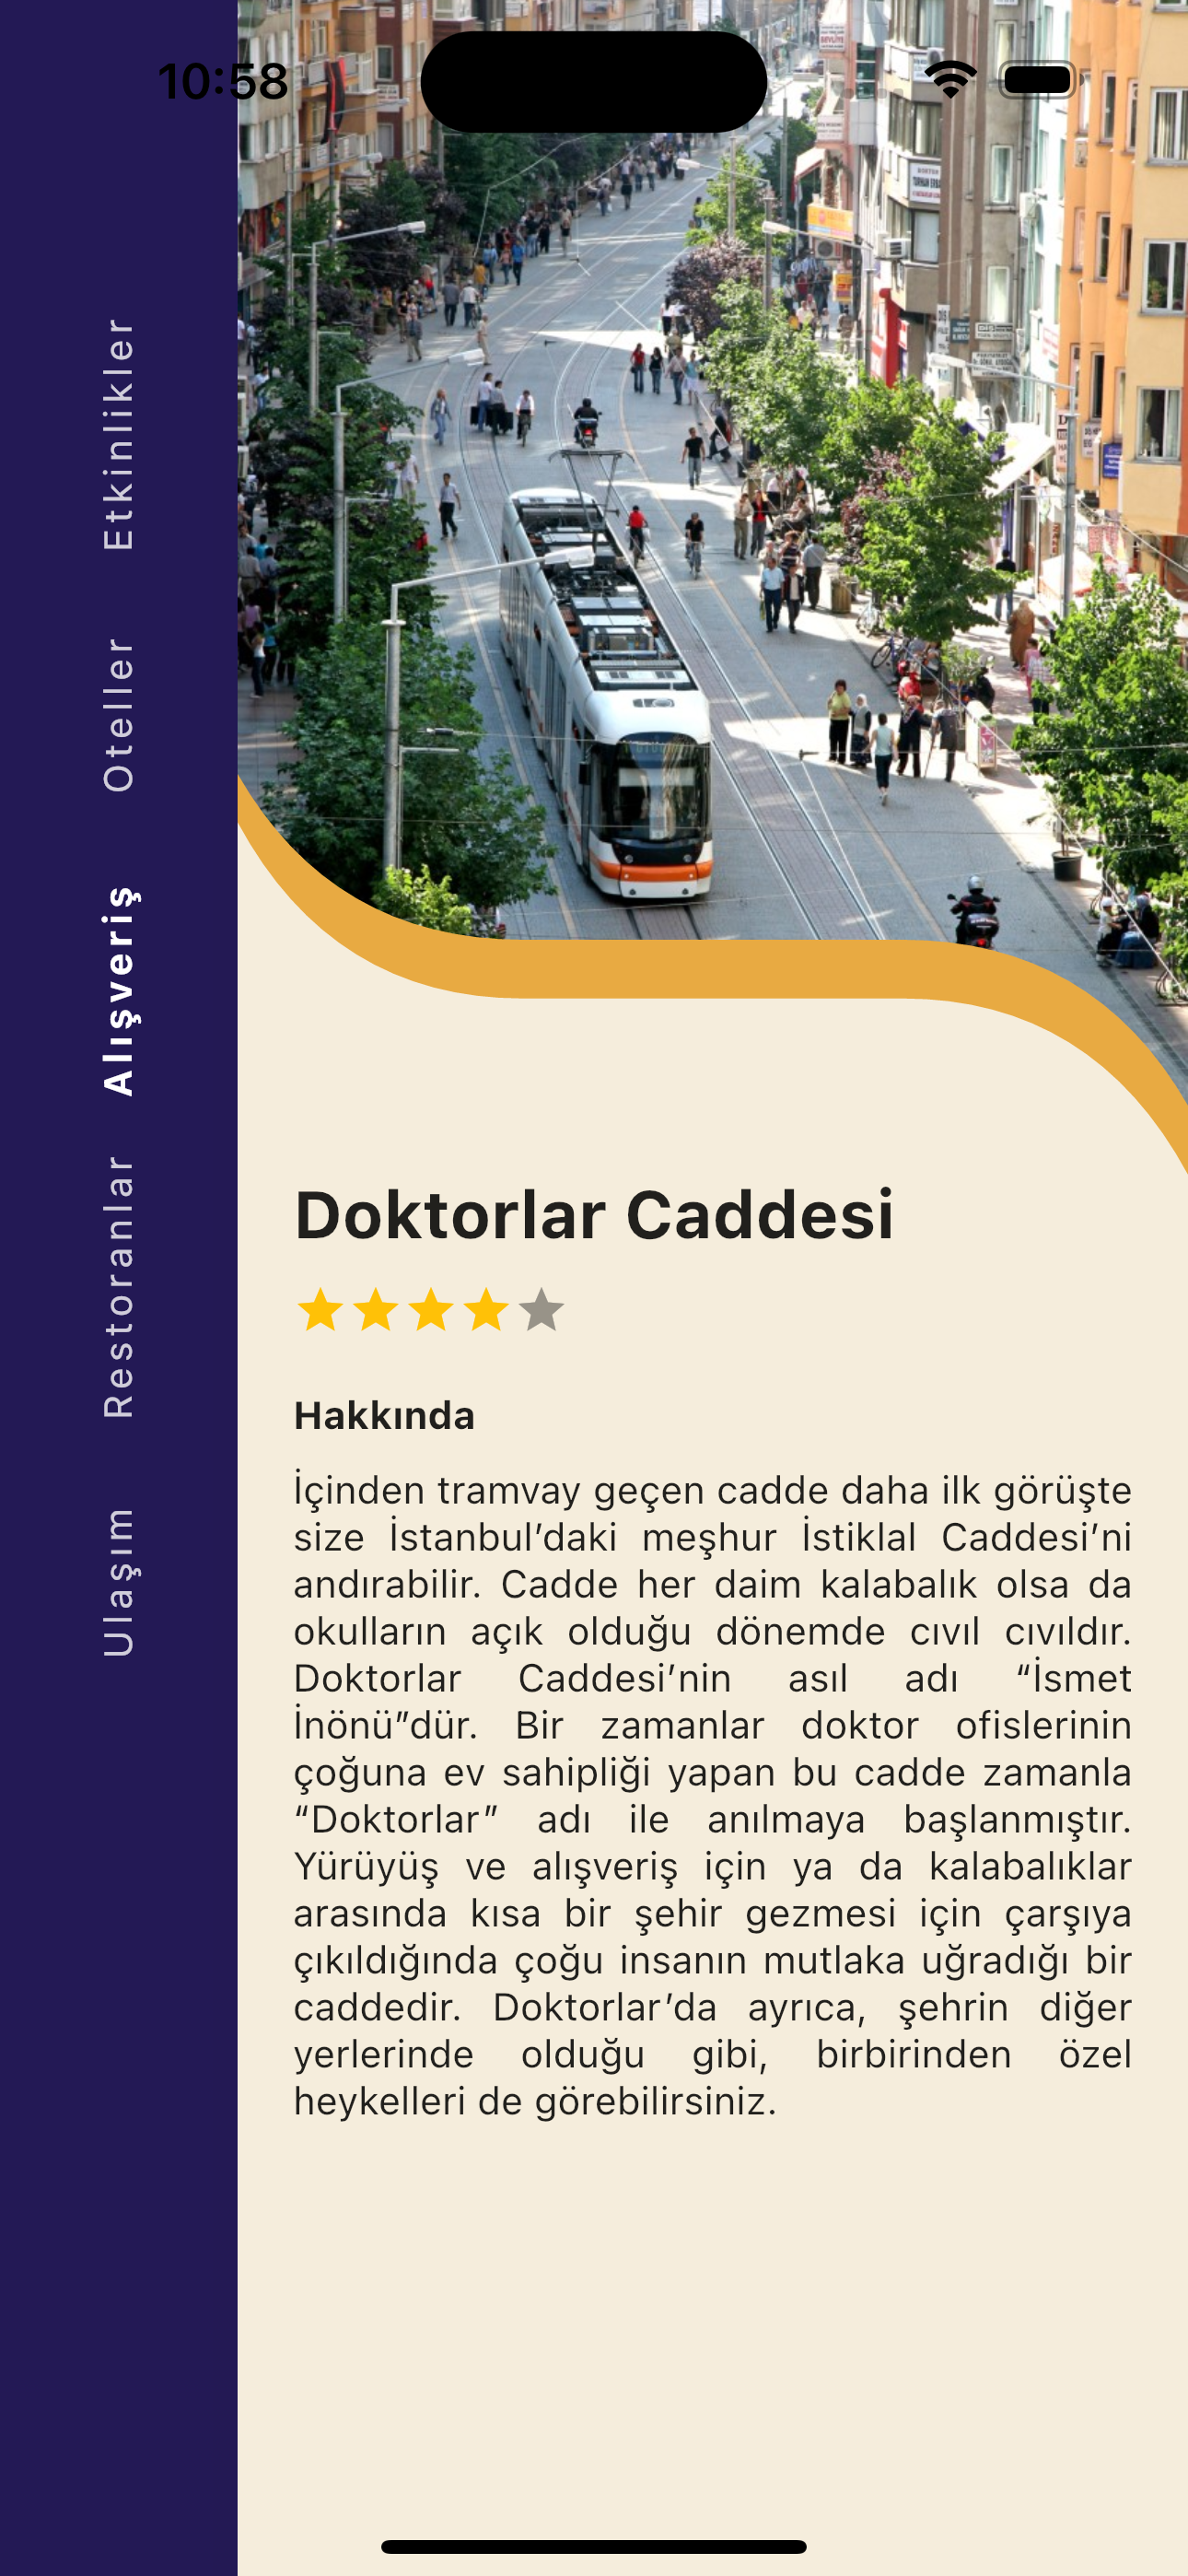 10:58
Etkinlikler
Oteller
Alışveriş
Restoranlar
Ulaşım
Doktorlar Caddesi
Hakkında
İçinden tramvay geçen cadde daha ilk görüşte
size İstanbul’daki meşhur İstiklal Caddesi’ni
andırabilir. Cadde her daim kalabalık olsa da
okulların açık olduğu dönemde cıvıl cıvıldır.
Doktorlar Caddesi’nin asıl adı “İsmet
İnönü”dür. Bir zamanlar doktor ofislerinin
çoğuna ev sahipliği yapan bu cadde zamanla
“Doktorlar” adı ile anılmaya başlanmıştır.
Yürüyüş ve alışveriş için ya da kalabalıklar
arasında kısa bir şehir gezmesi için çarşıya
çıkıldığında çoğu insanın mutlaka uğradığı bir
caddedir. Doktorlar’da ayrıca, şehrin diğer
yerlerinde olduğu gibi, birbirinden özel
heykelleri de görebilirsiniz.